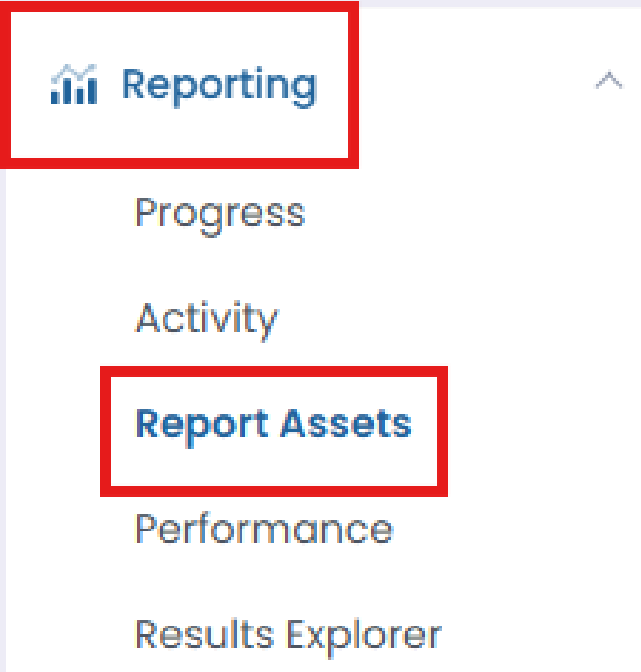 Reporting
Progress
Activity
Report Assets
Performance
Results Explorer